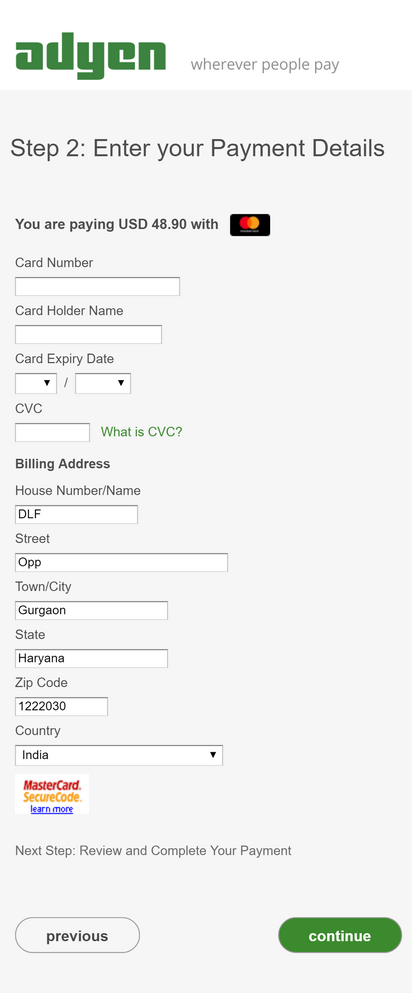 adyen wherever people pay
Step 2: Enter your Payment Details
You are paying USD 48.90 with
Card Number
Card Holder Name
Card Expiry Date
/
CVC
What is CVC?
Billing Address
House Number/Name
DLF
Street
Opp
Town/City
Gurgaon
State
Haryana
Zip Code
1222030
Country
India
MasterCard.
SecureCode.
learn more
Next Step: Review and Complete Your Payment
previous continue